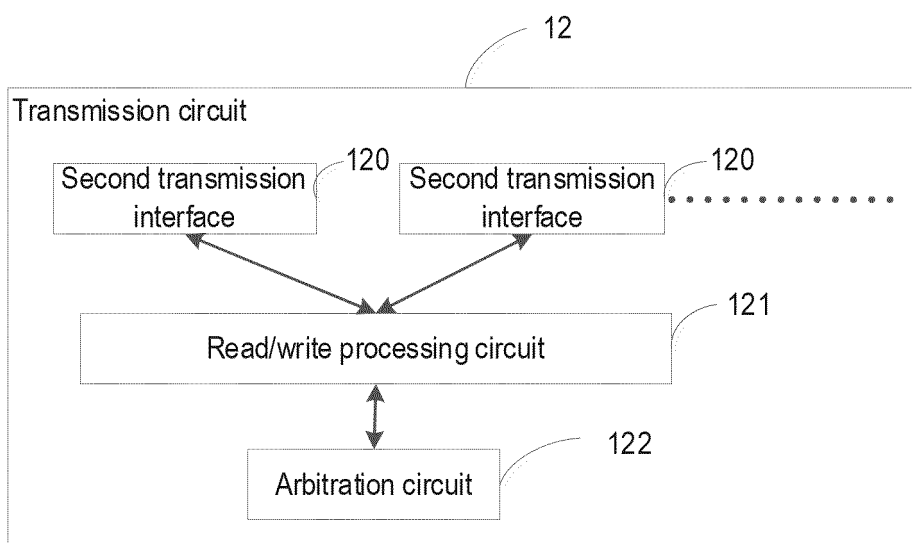 12
Transmission circuit
120
120
Second transmission
interface
Second transmission
interface
121
Read/write processing circuit
122
Arbitration circuit